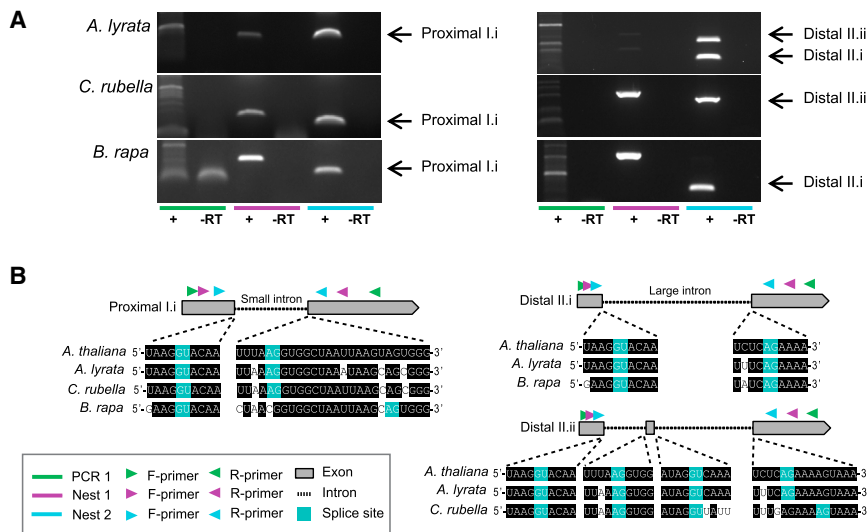 A
A. lyrata
Proximal I.i
C. rubella
Proximal I.i
B. rapa
Proximal I.i
+ -RT + -RT + -RT
Distal II.ii
Distal II.i
Distal II.ii
Distal II.i
+ -RT + -RT + -RT
B
Proximal I.i
Small intron
A. thaliana 5'-UAAGGUACAA UUUAAGGUGGCUAAUUAAGUAGUGGG-3'
A. lyrata 5'-UAAGGUACAA UUUAAGGUGGCUAAAUAAGCAGCGGG-3'
C. rubella 5'-UAAGGUACAA UUAAAGGUGGCUAAUUAAGCAGCGGG-3'
B. rapa 5'-GAAGGUACAA CUAACGGUGGCUAAUUAAGCAGUGGG-3'
Distal II.i
Large intron
A. thaliana 5'-UAAGGUACAA UCUCAGAAAA-3'
A. lyrata 5'-UAAGGUACAA UUUCAGAAAA-3'
B. rapa 5'-GAAGGUACAA UCUCAGAAAA-3'
Distal II.ii
A. thaliana 5'-UAAGGUACAA UUUAAGGUGG AUAGGUCAAA UCUCAGAAAAGUAAA-3'
A. lyrata 5'-UAAGGUACAA UUAAAGGUGG AUAGGUCAAA UUUCAGAAAAGUAAA-3'
C. rubella 5'-UAAGGUACAA UUUAAGGUGG AUAGGUUAUU UUUGAGAAAAGUAAA-3'
PCR 1 F-primer R-primer Exon
Nest 1 F-primer R-primer Intron
Nest 2 F-primer R-primer Splice site